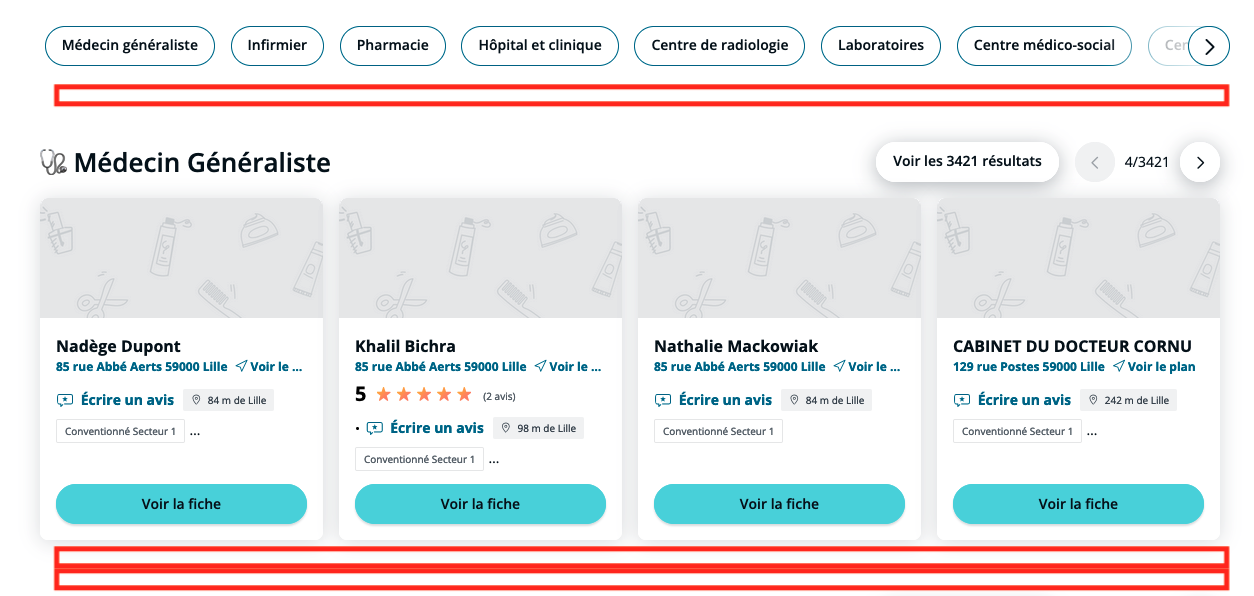 Médecin généraliste Infirmier Pharmacie Hôpital et clinique Centre de radiologie Laboratoires Centre médico-social
Médecin Généraliste
Voir les 3421 résultats 4/3421
Nadège Dupont
85 rue Abbé Aerts 59000 Lille Voir le ...
Écrire un avis 84 m de Lille
Conventionné Secteur 1 ...
Voir la fiche
Khalil Bichra
85 rue Abbé Aerts 59000 Lille Voir le ...
5 (2 avis)
• Écrire un avis 98 m de Lille
Conventionné Secteur 1 ...
Voir la fiche
Nathalie Mackowiak
85 rue Abbé Aerts 59000 Lille Voir le ...
Écrire un avis 84 m de Lille
Conventionné Secteur 1
Voir la fiche
CABINET DU DOCTEUR CORNU
129 rue Postes 59000 Lille Voir le plan
Écrire un avis 242 m de Lille
Conventionné Secteur 1 ...
Voir la fiche